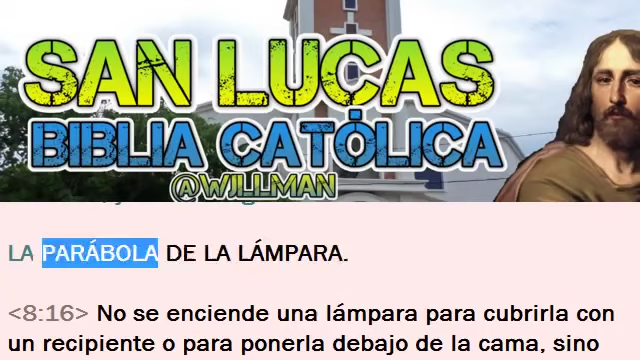 SAN LUCAS
BIBLIA CATÓLICA
@WJLLMAN
LA PARÁBOLA DE LA LÁMPARA.
<8:16> No se enciende una lámpara para cubrirla con
un recipiente o para ponerla debajo de la cama, sino